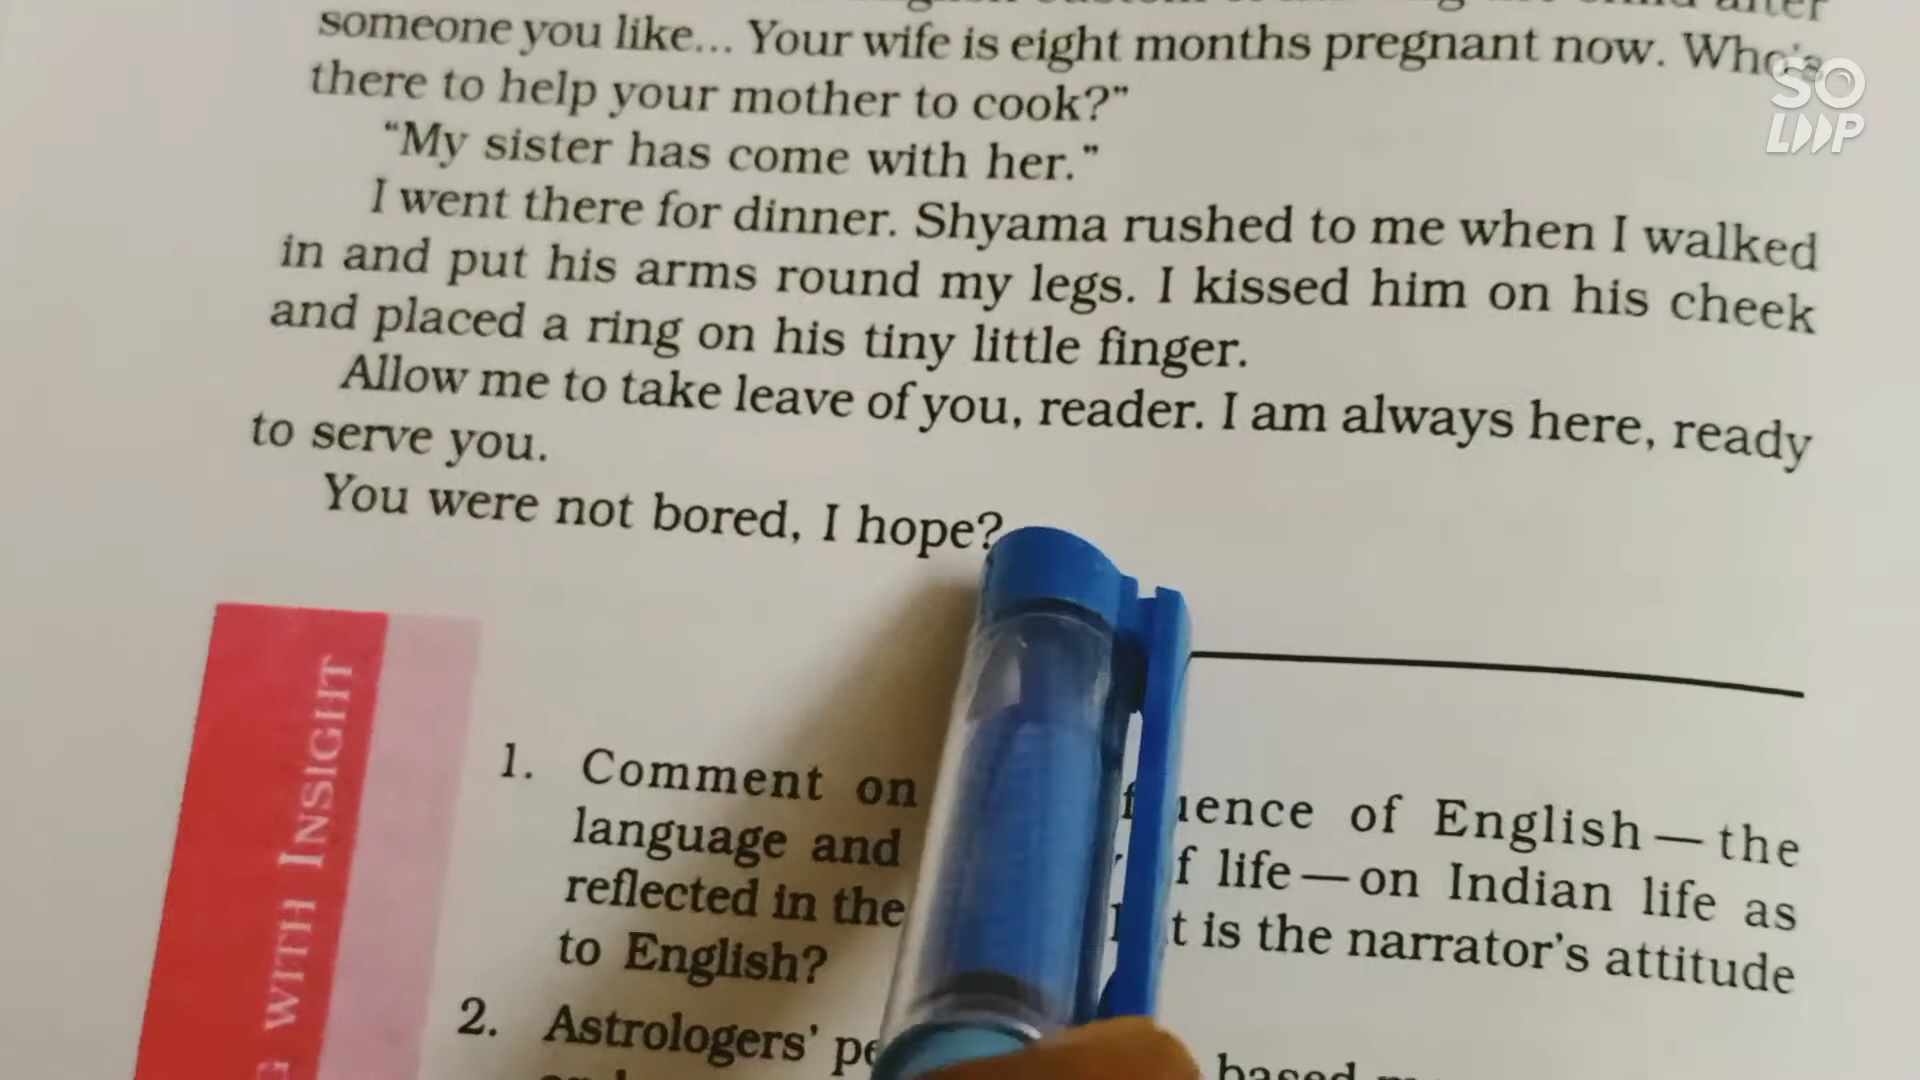 after
someone you like... Your wife is eight months pregnant now. Who's
there to help your mother to cook?”
“My sister has come with her.”
I went there for dinner. Shyama rushed to me when I walked
in and put his arms round my legs. I kissed him on his cheek
and placed a ring on his tiny little finger.
Allow me to take leave of you, reader. I am always here, ready
to serve you.
You were not bored, I hope?
1. Comment on uence of English — the
language and f life — on Indian life as
reflected in the t is the narrator's attitude
to English?
2. Astrologers' based
WITH INSIGHT
SO
LOOP